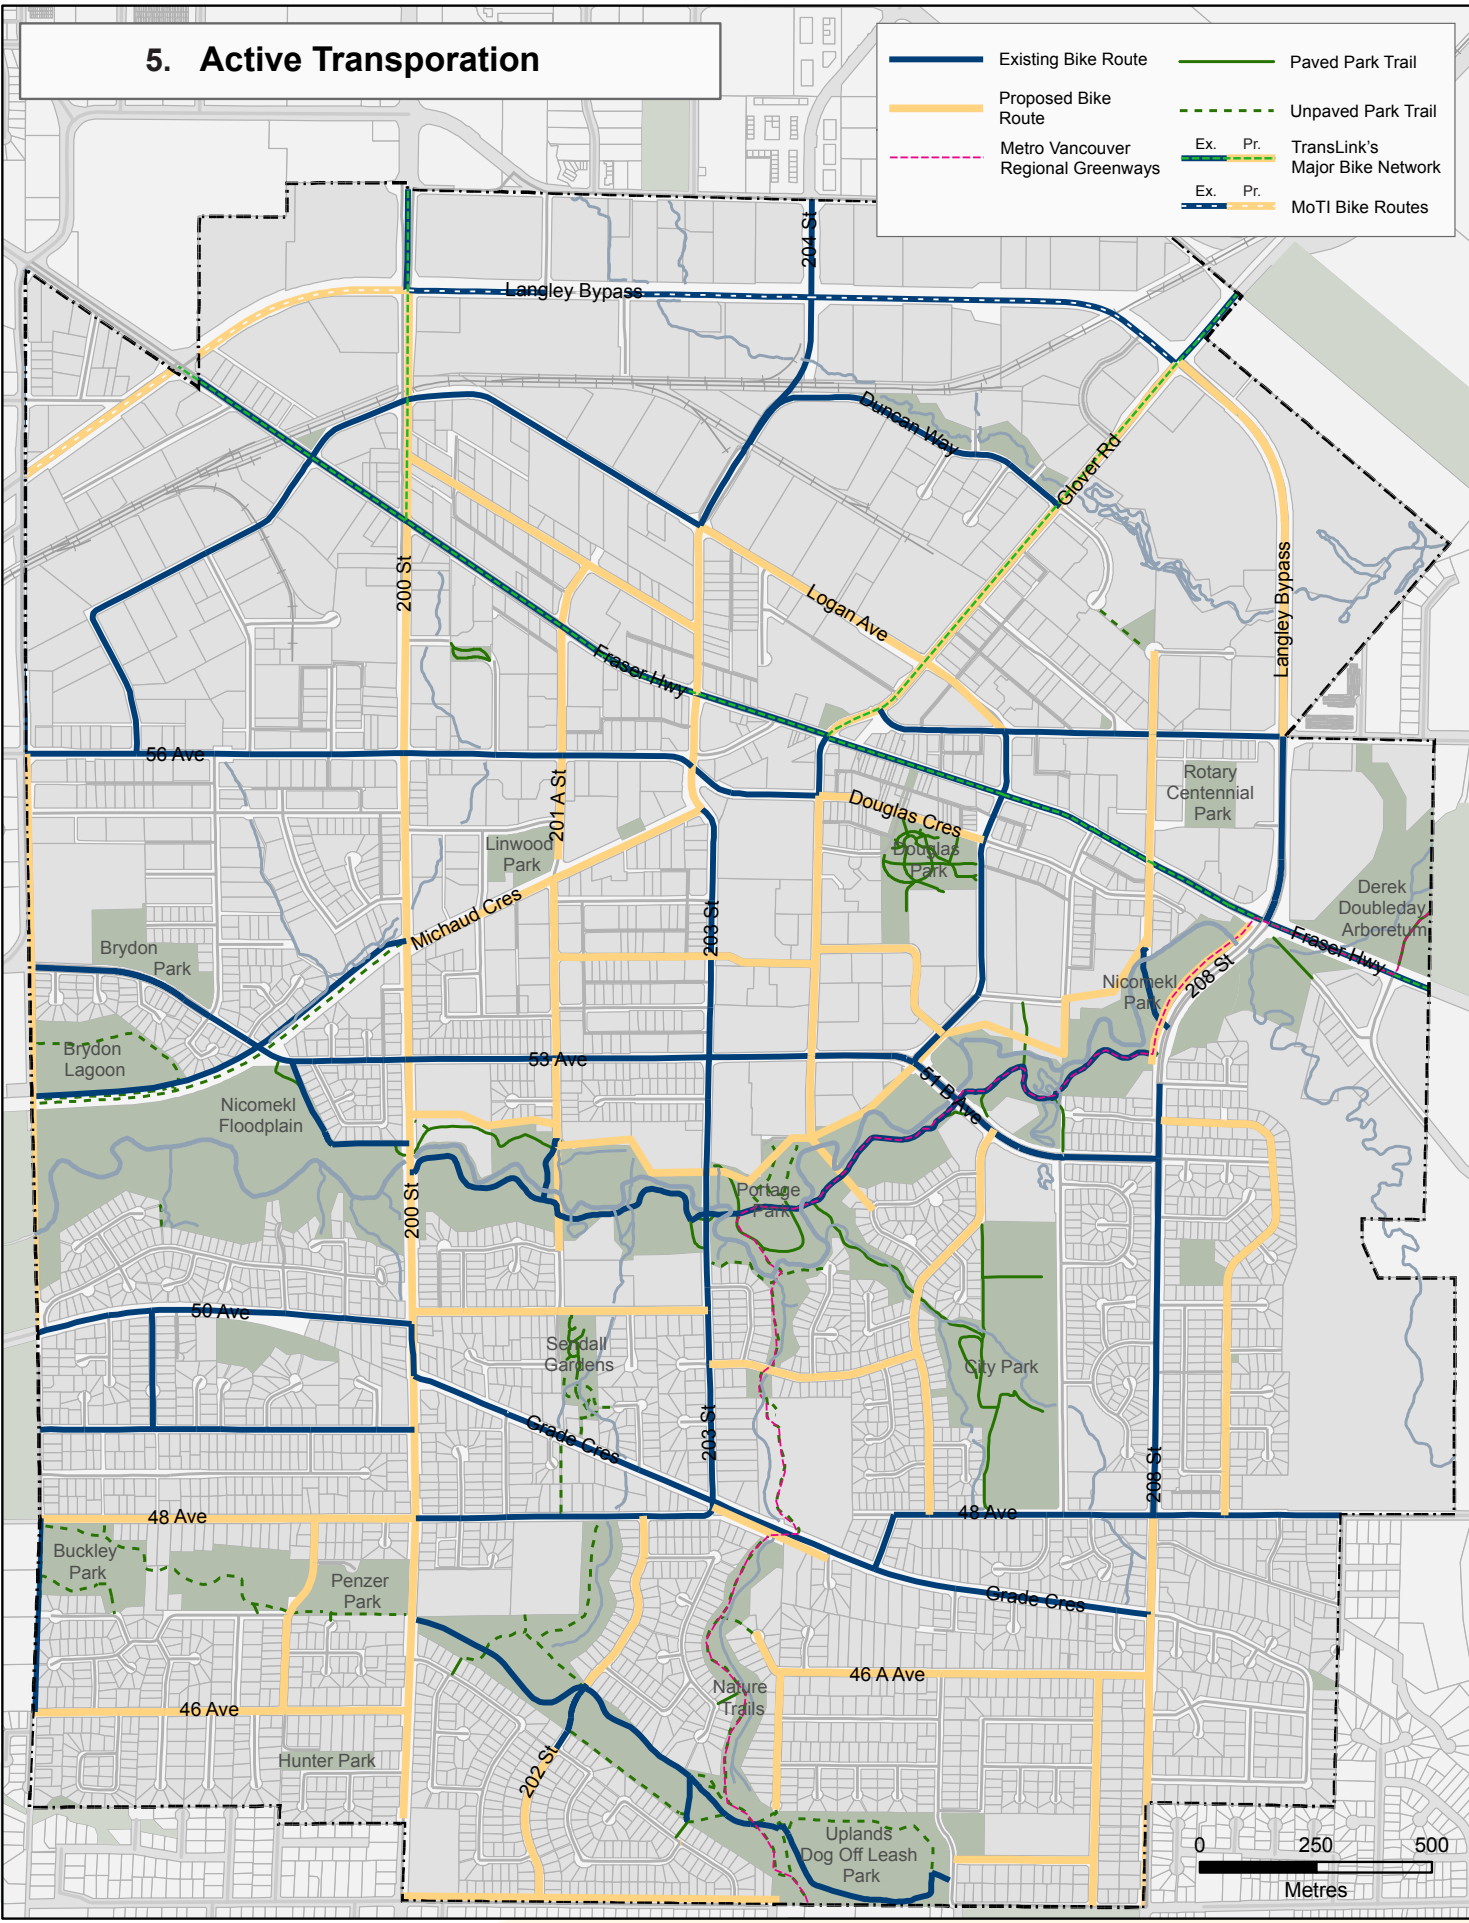 5. Active Transporation
Existing Bike Route
Proposed Bike
Route
Metro Vancouver
Regional Greenways
Paved Park Trail
Unpaved Park Trail
Ex. Pr.
TransLink's
Major Bike Network
Ex. Pr.
MoTI Bike Routes
204 St
Langley Bypass
Duncan Way
Glover Rd
200 St
Logan Ave
Langley Bypass
Fraser Hwy
56 Ave
201 A St
Rotary
Centennial
Park
Douglas Cres
Linwood
Park
Douglas
Park
Derek
Doubleday
Arboretum
Michaud Cres
203 St
Brydon
Park
Fraser Hwy
208 St
Nicomekl
Park
Brydon
Lagoon
53 Ave
51 B Ave
Nicomekl
Floodplain
200 St
Portage
Park
50 Ave
Sendall
Gardens
City Park
203 St
Grade Cres
208 St
48 Ave
48 Ave
Buckley
Park
Penzer
Park
Grade Cres
46 A Ave
Nature
Trails
46 Ave
Hunter Park
202 St
Uplands
Dog Off Leash
Park
0 250 500
Metres